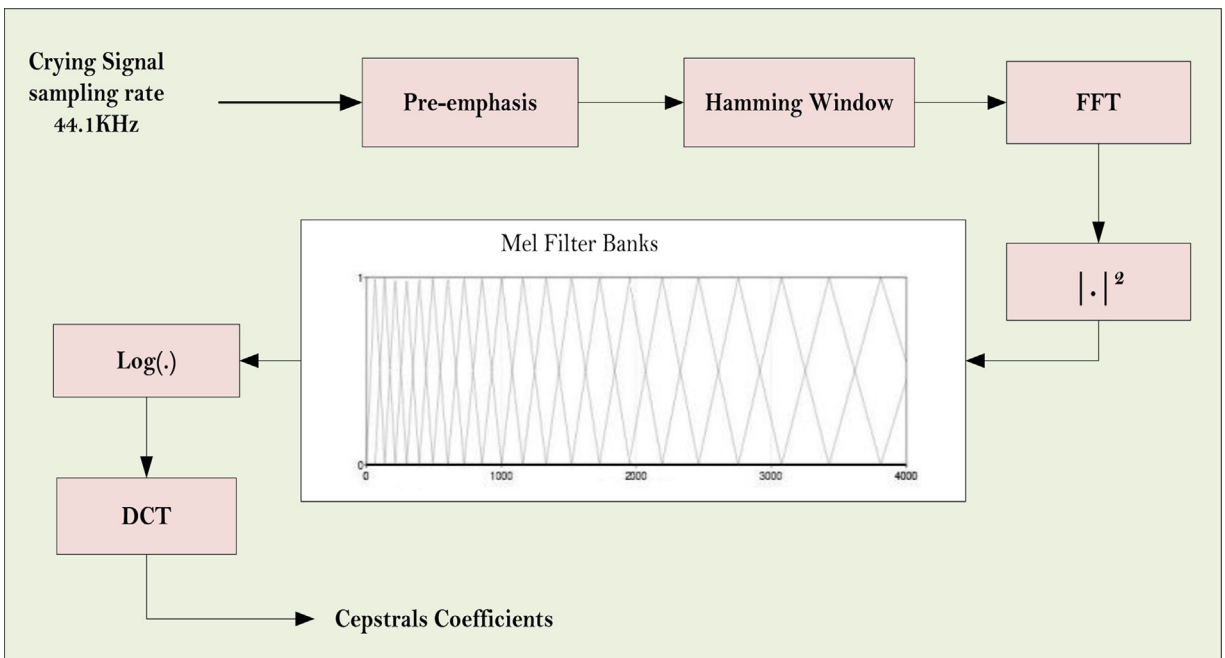 Crying Signal
sampling rate
44.1KHz
Pre-emphasis
Hamming Window
FFT
|.|²
Mel Filter Banks
1
0
0 1000 2000 3000 4000
Log(.)
DCT
Cepstrals Coefficients